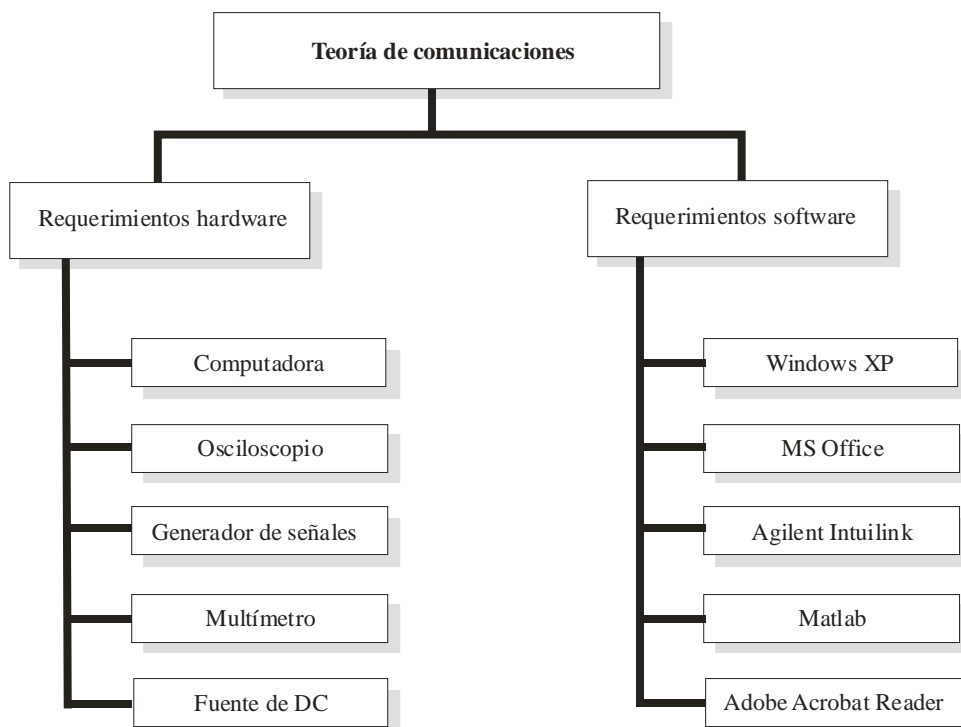 Teoría de comunicaciones
Requerimientos hardware
Computadora
Osciloscopio
Generador de señales
Multímetro
Fuente de DC
Requerimientos software
Windows XP
MS Office
Agilent Intuilink
Matlab
Adobe Acrobat Reader